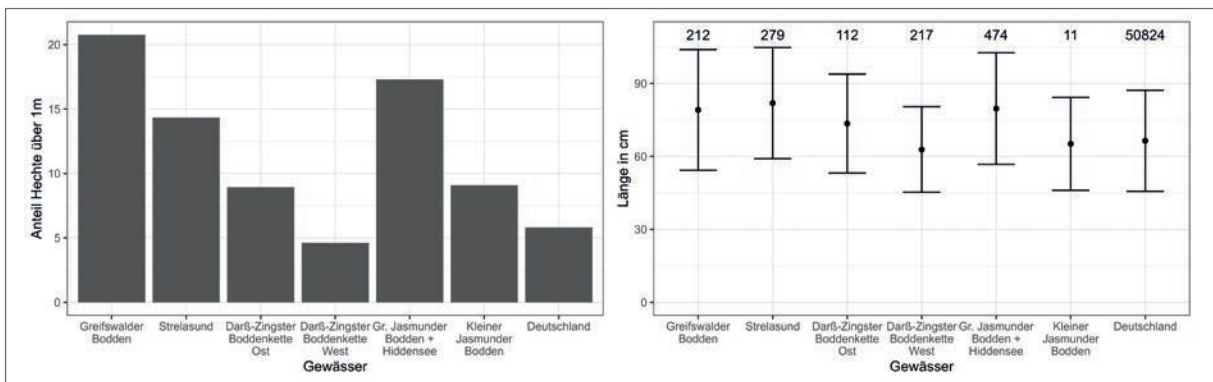 Anteil Hechte über 1m
20
15
10
5
0
Greifswalder
Bodden
Strelasund
Darß-Zingster
Boddenkette
Ost
Darß-Zingster
Boddenkette
West
Gr. Jasmunder
Bodden +
Hiddensee
Kleiner
Jasmunder
Bodden
Deutschland
Gewässer
Länge in cm
90
60
30
0
212 279 112 217 474 11 50824
Greifswalder
Bodden
Strelasund
Darß-Zingster
Boddenkette
Ost
Darß-Zingster
Boddenkette
West
Gr. Jasmunder
Bodden +
Hiddensee
Kleiner
Jasmunder
Bodden
Deutschland
Gewässer